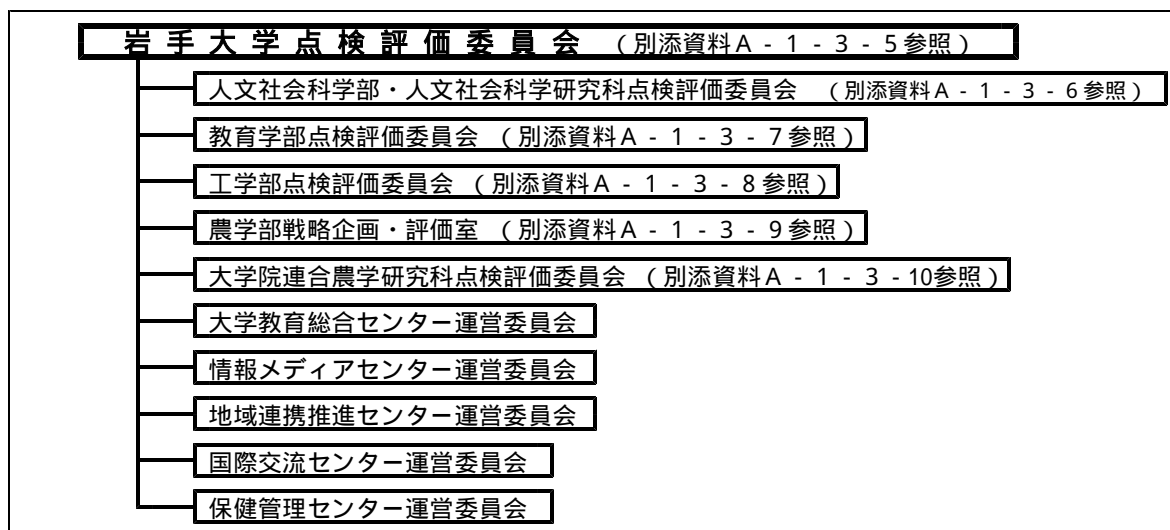 岩手大学点検評価委員会 (別添資料A-1-3-5参照)
人文社会科学部・人文社会科学研究科点検評価委員会 (別添資料A-1-3-6参照)
教育学部点検評価委員会 (別添資料A-1-3-7参照)
工学部点検評価委員会 (別添資料A-1-3-8参照)
農学部戦略企画・評価室 (別添資料A-1-3-9参照)
大学院連合農学研究科点検評価委員会 (別添資料A-1-3-10参照)
大学教育総合センター運営委員会
情報メディアセンター運営委員会
地域連携推進センター運営委員会
国際交流センター運営委員会
保健管理センター運営委員会